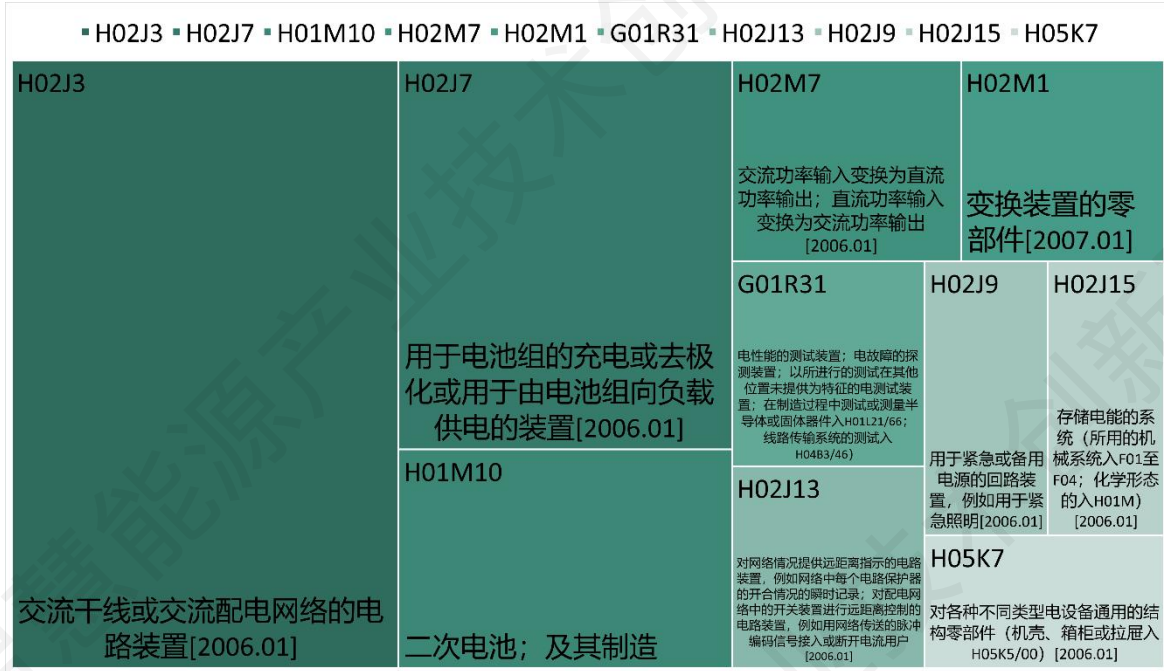 H02J3 H02J7 H01M10 H02M7 H02M1 G01R31 H02J13 H02J9 H02J15 H05K7
H02J3
交流干线或交流配电网络的电
路装置[2006.01]
H02J7
用于电池组的充电或去极
化或用于由电池组向负载
供电的装置[2006.01]
H01M10
二次电池；及其制造
H02M7
交流功率输入变换为直流
功率输出；直流功率输入
变换为交流功率输出
[2006.01]
H02M1
变换装置的零
部件[2007.01]
G01R31
电性能的测试装置；电故障的探
测装置；以所进行的测试在其他
位置未提供为特征的电测试装
置；在制造过程中测试或测量半
导体或固体器件入H01L21/66；
线路传输系统的测试入
H04B3/46）
H02J13
对网络情况提供远距离指示的电路
装置，例如网络中每个电路保护器
的开合情况的瞬时记录；对配电网
络中的开关装置进行远距离控制的
电路装置，例如用网络传送的脉冲
编码信号接入或断开电流用户
[2006.01]
H02J9
用于紧急或备用
电源的回路装
置，例如用于紧
急照明[2006.01]
H02J15
存储电能的系
统（所用的机
械系统入F01至
F04；化学形态
的入H01M）
[2006.01]
H05K7
对各种不同类型电设备通用的结
构零部件（机壳、箱柜或拉屉入
H05K5/00）[2006.01]
慧能源产业技术创
技术创新